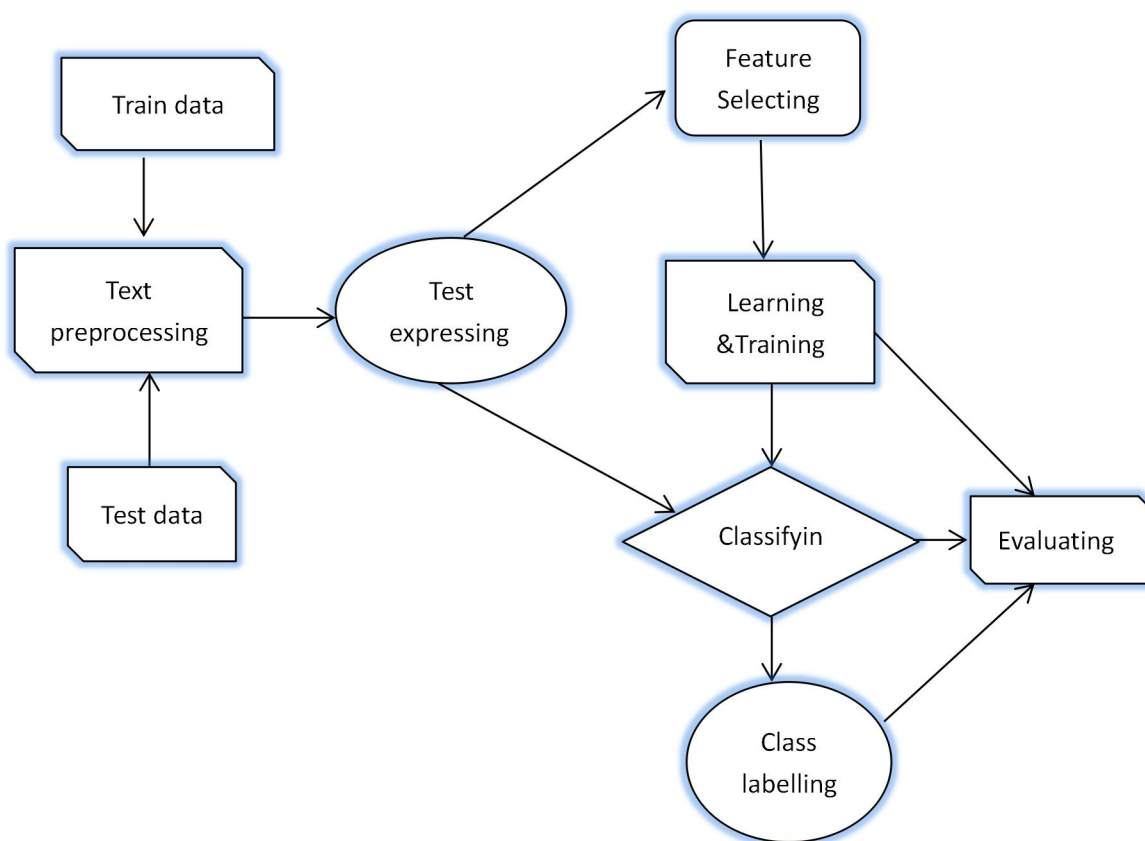 Train data
Text
preprocessing
Test data
Test
expressing
Feature
Selecting
Learning
&Training
Classifyin
Class
labelling
Evaluating